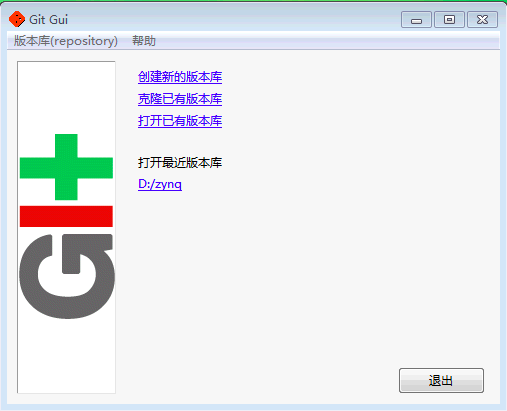 Git Gui
版本库(repository) 帮助
创建新的版本库
克隆已有版本库
打开已有版本库
打开最近版本库
D:/zynq
Git
退出